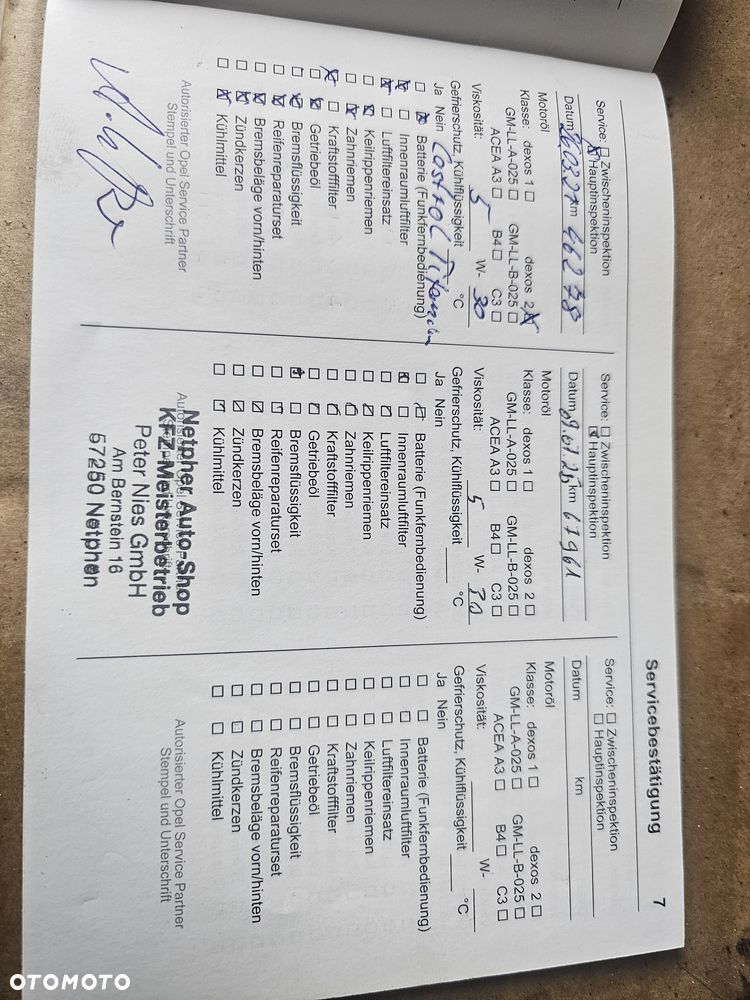 Servicebestätigung 7
Service: Zwischeninspektion
Hauptinspektion
Datum km 46278
Motoröl
Klasse: dexos 1 dexos 2
GM-LL-A-025 GM-LL-B-025
ACEA A3 B4 C3
Viskosität: 5 W- 30
Gefrierschutz, Kühlflüssigkeit °C
Ja Nein Castrol
Batterie (Funkfernbedienung)
Innenraumluftfilter
Luftfiltereinsatz
Keilrippenriemen
Zahnriemen
Kraftstofffilter
Getriebeöl
Bremsflüssigkeit
Reifenreparaturset
Bremsbeläge vorn/hinten
Zündkerzen
Kühlmittel
Autorisierter Opel Service Partner
Stempel und Unterschrift
Service: Zwischeninspektion
Hauptinspektion
Datum km 67961
Motoröl
Klasse: dexos 1 dexos 2
GM-LL-A-025 GM-LL-B-025
ACEA A3 B4 C3
Viskosität: 5 W-
Gefrierschutz, Kühlflüssigkeit °C
Ja Nein
Batterie (Funkfernbedienung)
Innenraumluftfilter
Luftfiltereinsatz
Keilrippenriemen
Zahnriemen
Kraftstofffilter
Getriebeöl
Bremsflüssigkeit
Reifenreparaturset
Bremsbeläge vorn/hinten
Zündkerzen
Kühlmittel
Netpher Auto-Shop
KFZ-Meisterbetrieb
Peter Nies GmbH
Am Bernstein 16
57250 Netphen
Service: Zwischeninspektion
Hauptinspektion
Datum km
Motoröl
Klasse: dexos 1 dexos 2
GM-LL-A-025 GM-LL-B-025
ACEA A3 B4 C3
Viskosität: W-
Gefrierschutz, Kühlflüssigkeit °C
Ja Nein
Batterie (Funkfernbedienung)
Innenraumluftfilter
Luftfiltereinsatz
Keilrippenriemen
Zahnriemen
Kraftstofffilter
Getriebeöl
Bremsflüssigkeit
Reifenreparaturset
Bremsbeläge vorn/hinten
Zündkerzen
Kühlmittel
Autorisierter Opel Service Partner
Stempel und Unterschrift
OTOMOTO